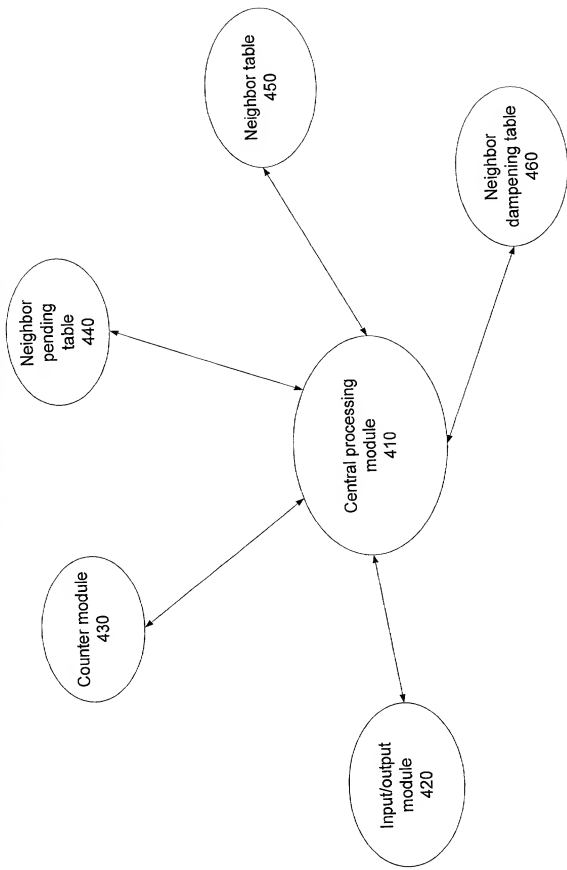 Neighbor
pending
table
440
Neighbor table
450
Counter module
430
Central processing
module
410
Neighbor
dampening table
460
Input/output
module
420